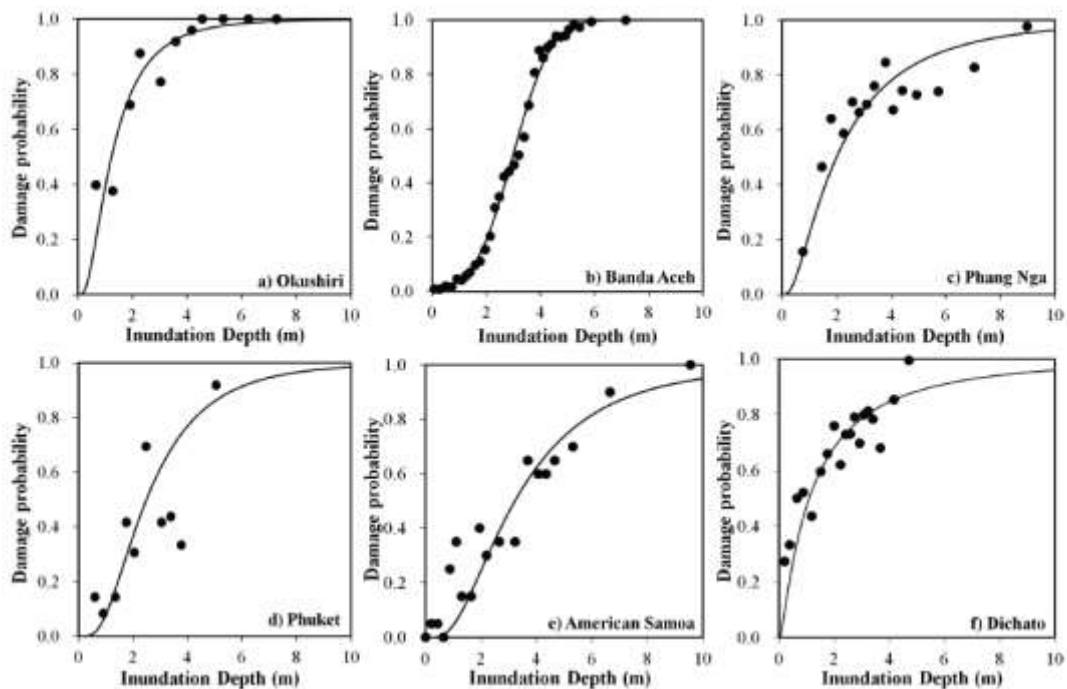 1.0
0.8
0.6
0.4
0.2
0.0
Damage probability
a) Okushiri
0 2 4 6 8 10
Inundation Depth (m)
1.0
0.8
0.6
0.4
0.2
0.0
Damage probability
b) Banda Aceh
0 2 4 6 8 10
Inundation Depth (m)
1.0
0.8
0.6
0.4
0.2
0.0
Damage probability
c) Phang Nga
0 2 4 6 8 10
Inundation Depth (m)
1.0
0.8
0.6
0.4
0.2
0.0
Damage probability
d) Phuket
0 2 4 6 8 10
Inundation Depth (m)
1.0
0.8
0.6
0.4
0.2
0.0
Damage probability
e) American Samoa
0 2 4 6 8 10
Inundation Depth (m)
1.0
0.8
0.6
0.4
0.2
0.0
Damage probability
f) Dichato
0 2 4 6 8 10
Inundation Depth (m)